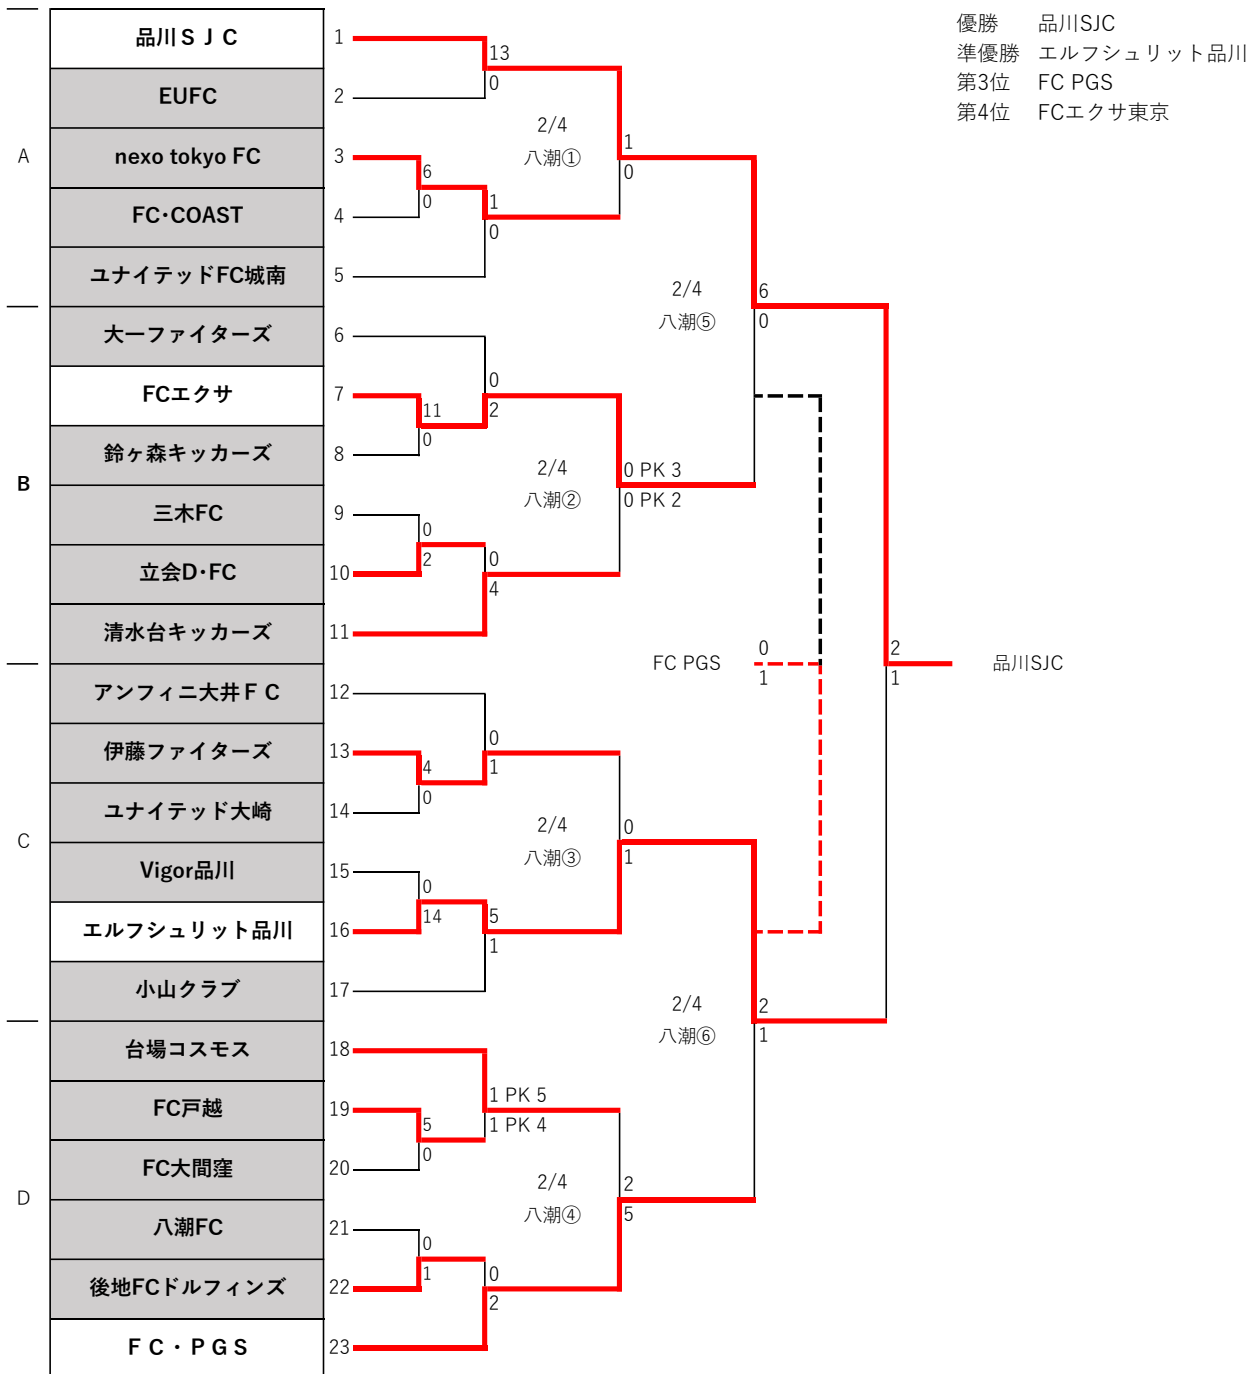 優勝 品川SJC
準優勝 エルフシュリット品川
第3位 FC PGS
第4位 FCエクサ東京
A
品川ＳＪＣ 1
EUFC 2
nexo tokyo FC 3
FC･COAST 4
ユナイテッドFC城南 5
13
0
6
0
1
0
2/4
八潮①
1
0
B
大一ファイターズ 6
FCエクサ 7
鈴ヶ森キッカーズ 8
三木FC 9
立会D･FC 10
清水台キッカーズ 11
0
2
11
0
0
2
0
4
2/4
八潮②
0 PK 3
0 PK 2
2/4
八潮⑤
6
0
C
アンフィニ大井ＦＣ 12
伊藤ファイターズ 13
ユナイテッド大崎 14
Vigor品川 15
エルフシュリット品川 16
小山クラブ 17
0
1
4
0
0
14
5
1
2/4
八潮③
0
1
D
台場コスモス 18
FC戸越 19
FC大間窪 20
八潮FC 21
後地FCドルフィンズ 22
ＦＣ・ＰＧＳ 23
1 PK 5
1 PK 4
5
0
0
1
0
2
2/4
八潮④
2
5
2/4
八潮⑥
2
1
FC PGS
0
1
2
1
品川SJC